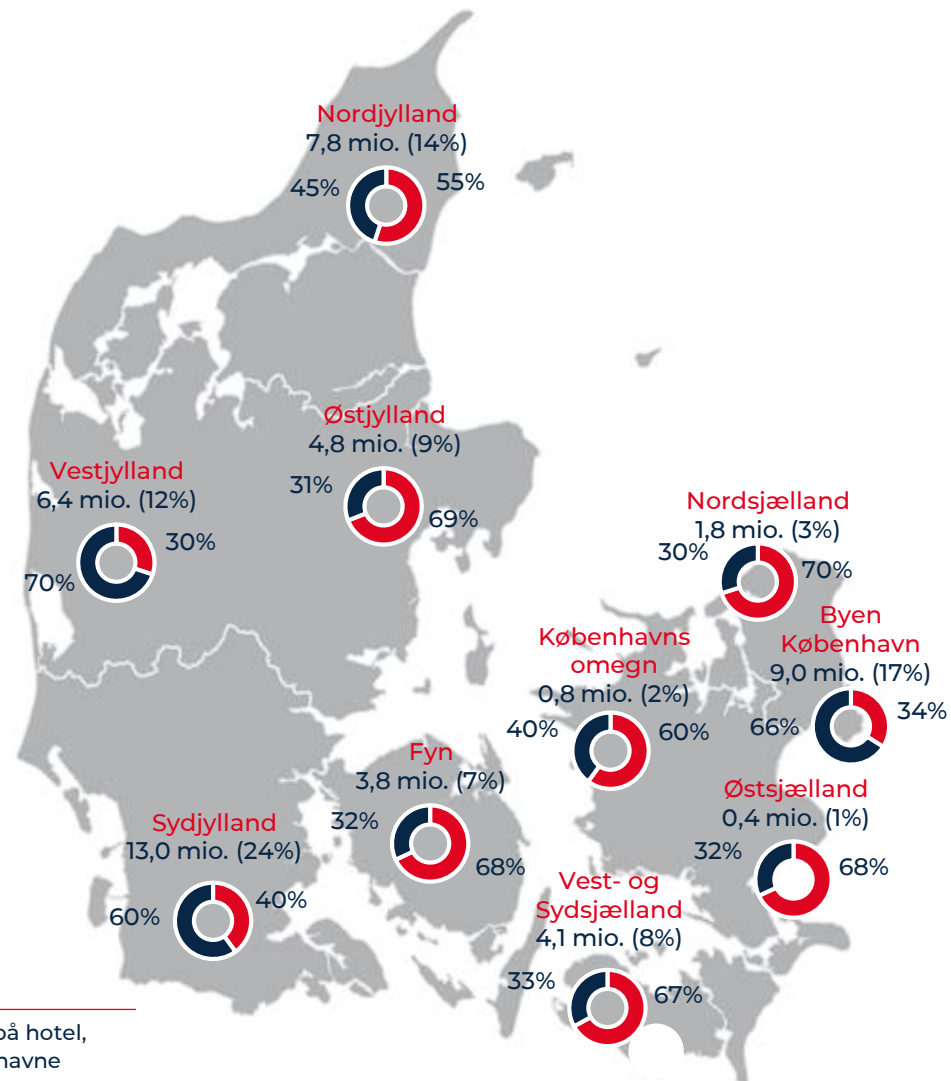 Nordjylland
7,8 mio. (14%)
45%
55%
Østjylland
4,8 mio. (9%)
31%
69%
Vestjylland
6,4 mio. (12%)
30%
70%
Nordsjælland
1,8 mio. (3%)
30%
70%
Byen
København
9,0 mio. (17%)
34%
66%
Københavns
omegn
0,8 mio. (2%)
40%
60%
Fyn
3,8 mio. (7%)
32%
68%
Østsjælland
0,4 mio. (1%)
32%
68%
Sydjylland
13,0 mio. (24%)
40%
60%
Vest- og
Sydsjælland
4,1 mio. (8%)
33%
67%
på hotel,
havne